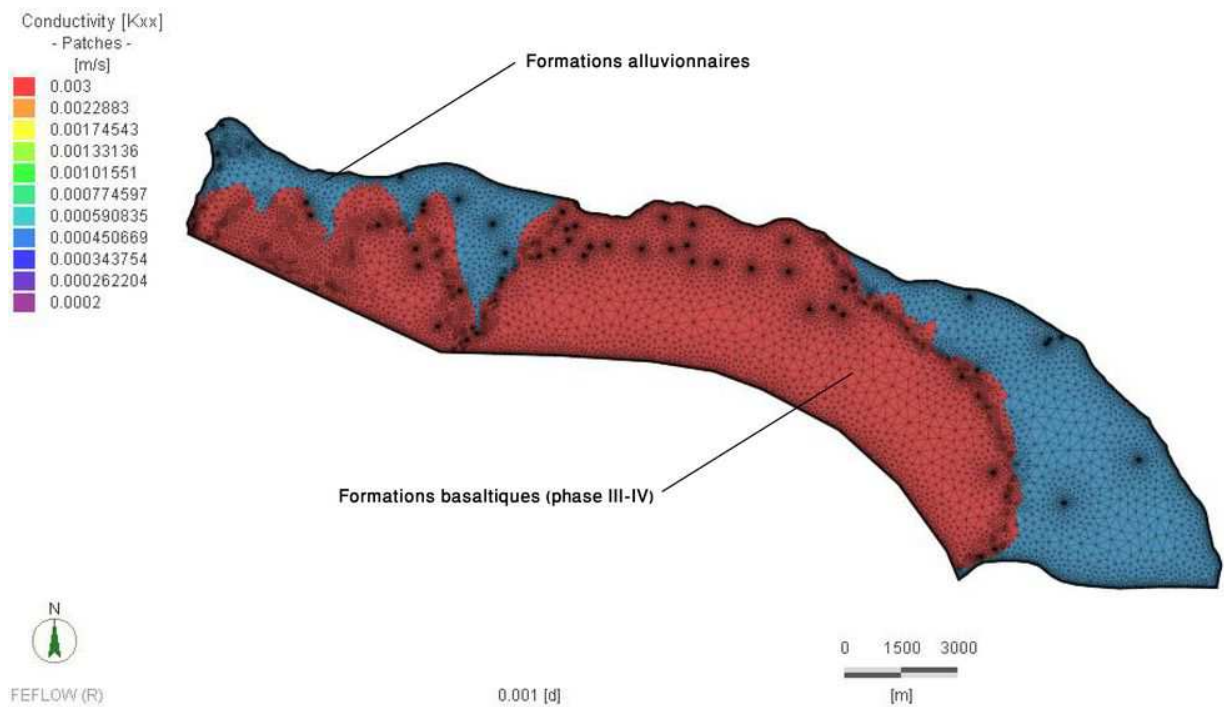 Conductivity [Kxx]
- Patches -
[m/s]
0.003
0.0022883
0.00174543
0.00133136
0.00101551
0.000774597
0.000590835
0.000450669
0.000343754
0.000262204
0.0002
Formations alluvionnaires
Formations basaltiques (phase III-IV)
N
0 1500 3000
[m]
FEFLOW (R)
0.001 [d]